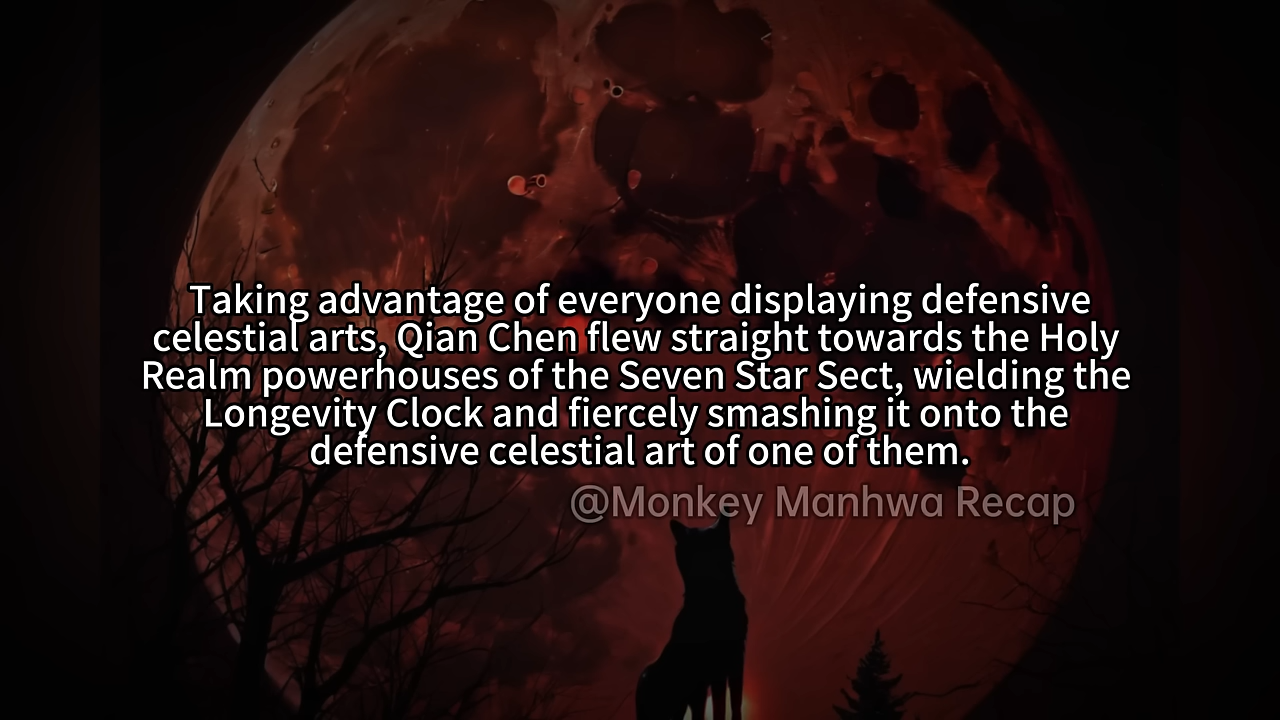 Taking advantage of everyone displaying defensive
celestial arts, Qian Chen flew straight towards the Holy
Realm powerhouses of the Seven Star Sect, wielding the
Longevity Clock and fiercely smashing it onto the
defensive celestial art of one of them.
@Monkey Manhwa Recap